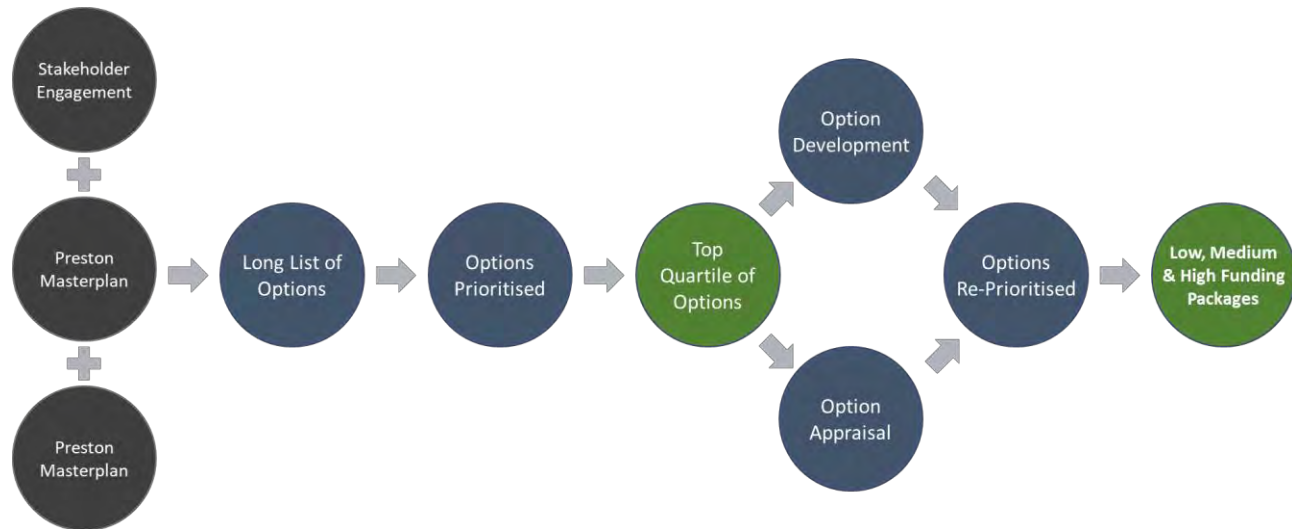 Stakeholder
Engagement
Preston
Masterplan
Preston
Masterplan
Long List of
Options
Options
Prioritised
Top
Quartile of
Options
Option
Development
Option
Appraisal
Options
Re-Prioritised
Low, Medium
& High Funding
Packages